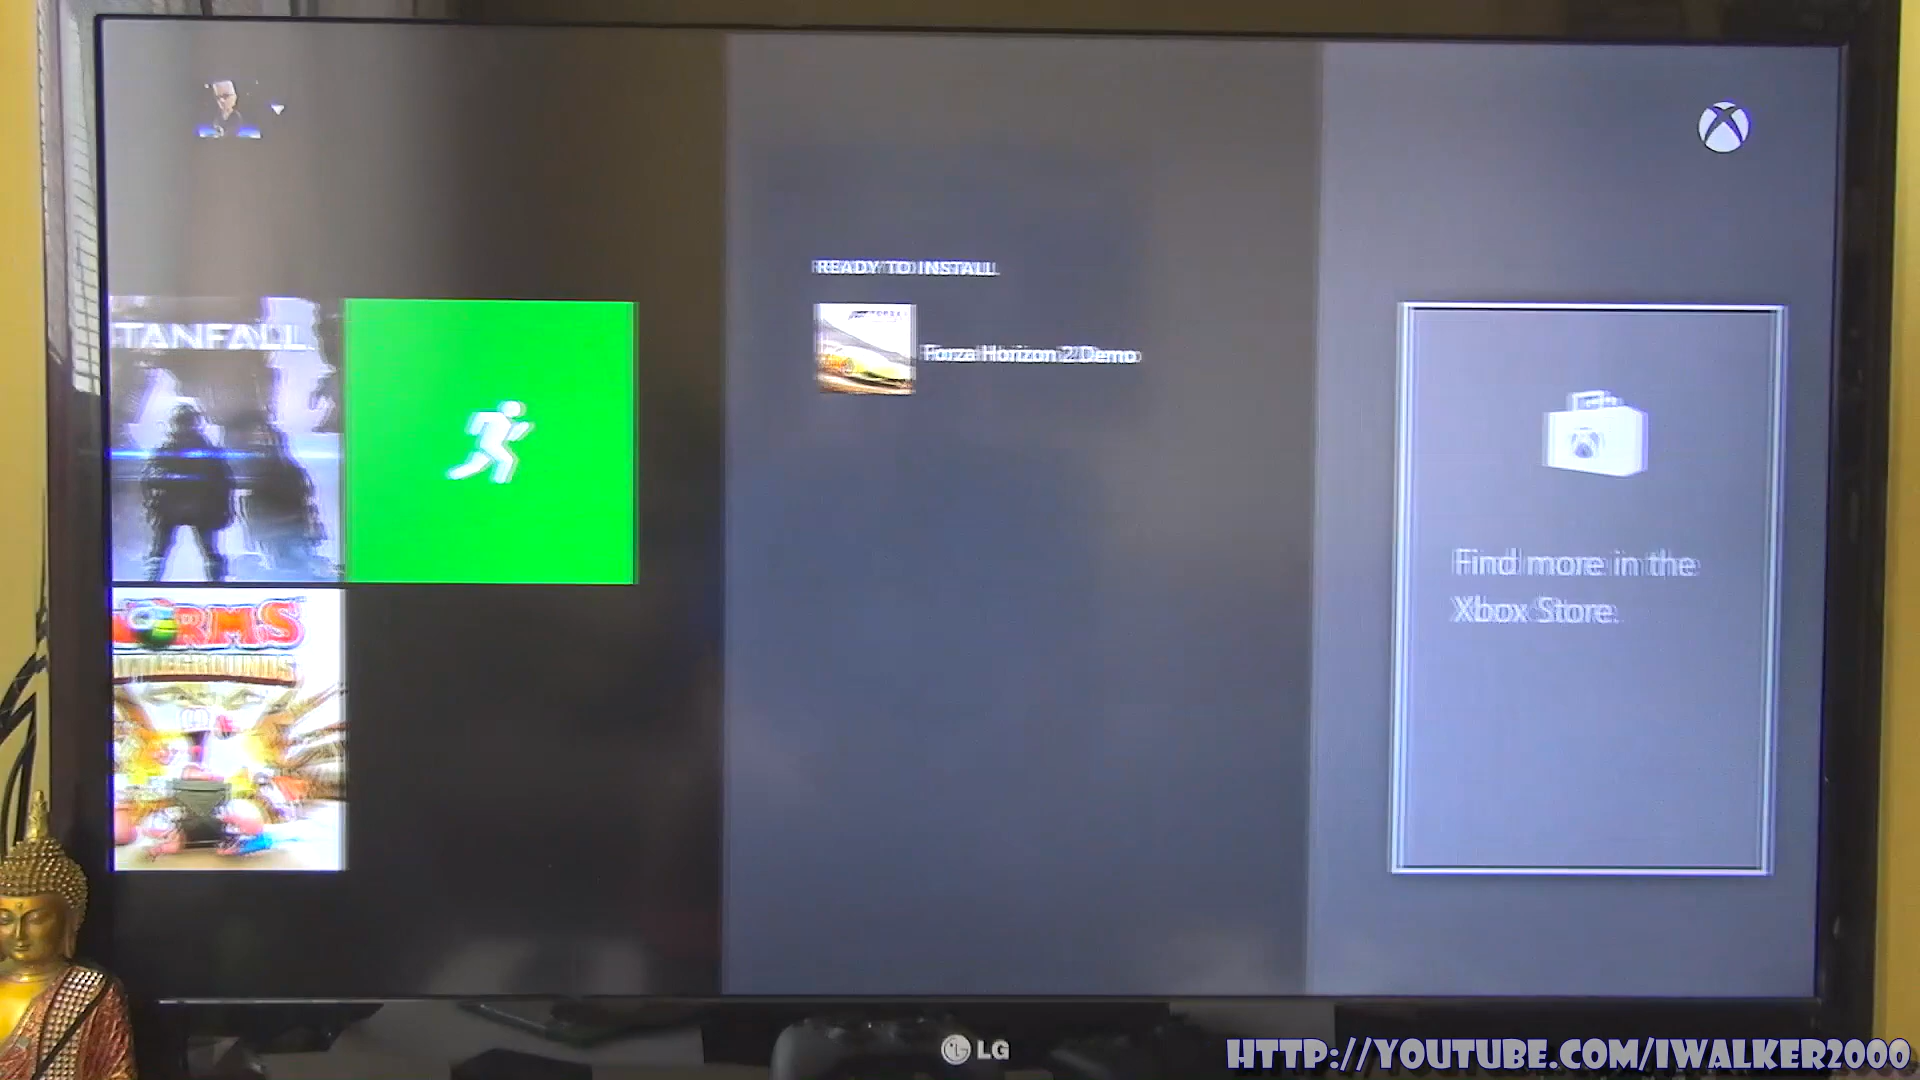 READY TO INSTALL
TANFALL
Forza Horizon 2 Demo
Find more in the
Xbox Store.
RMS
LG
HTTP://YOUTUBE.COM/IWALKER2000